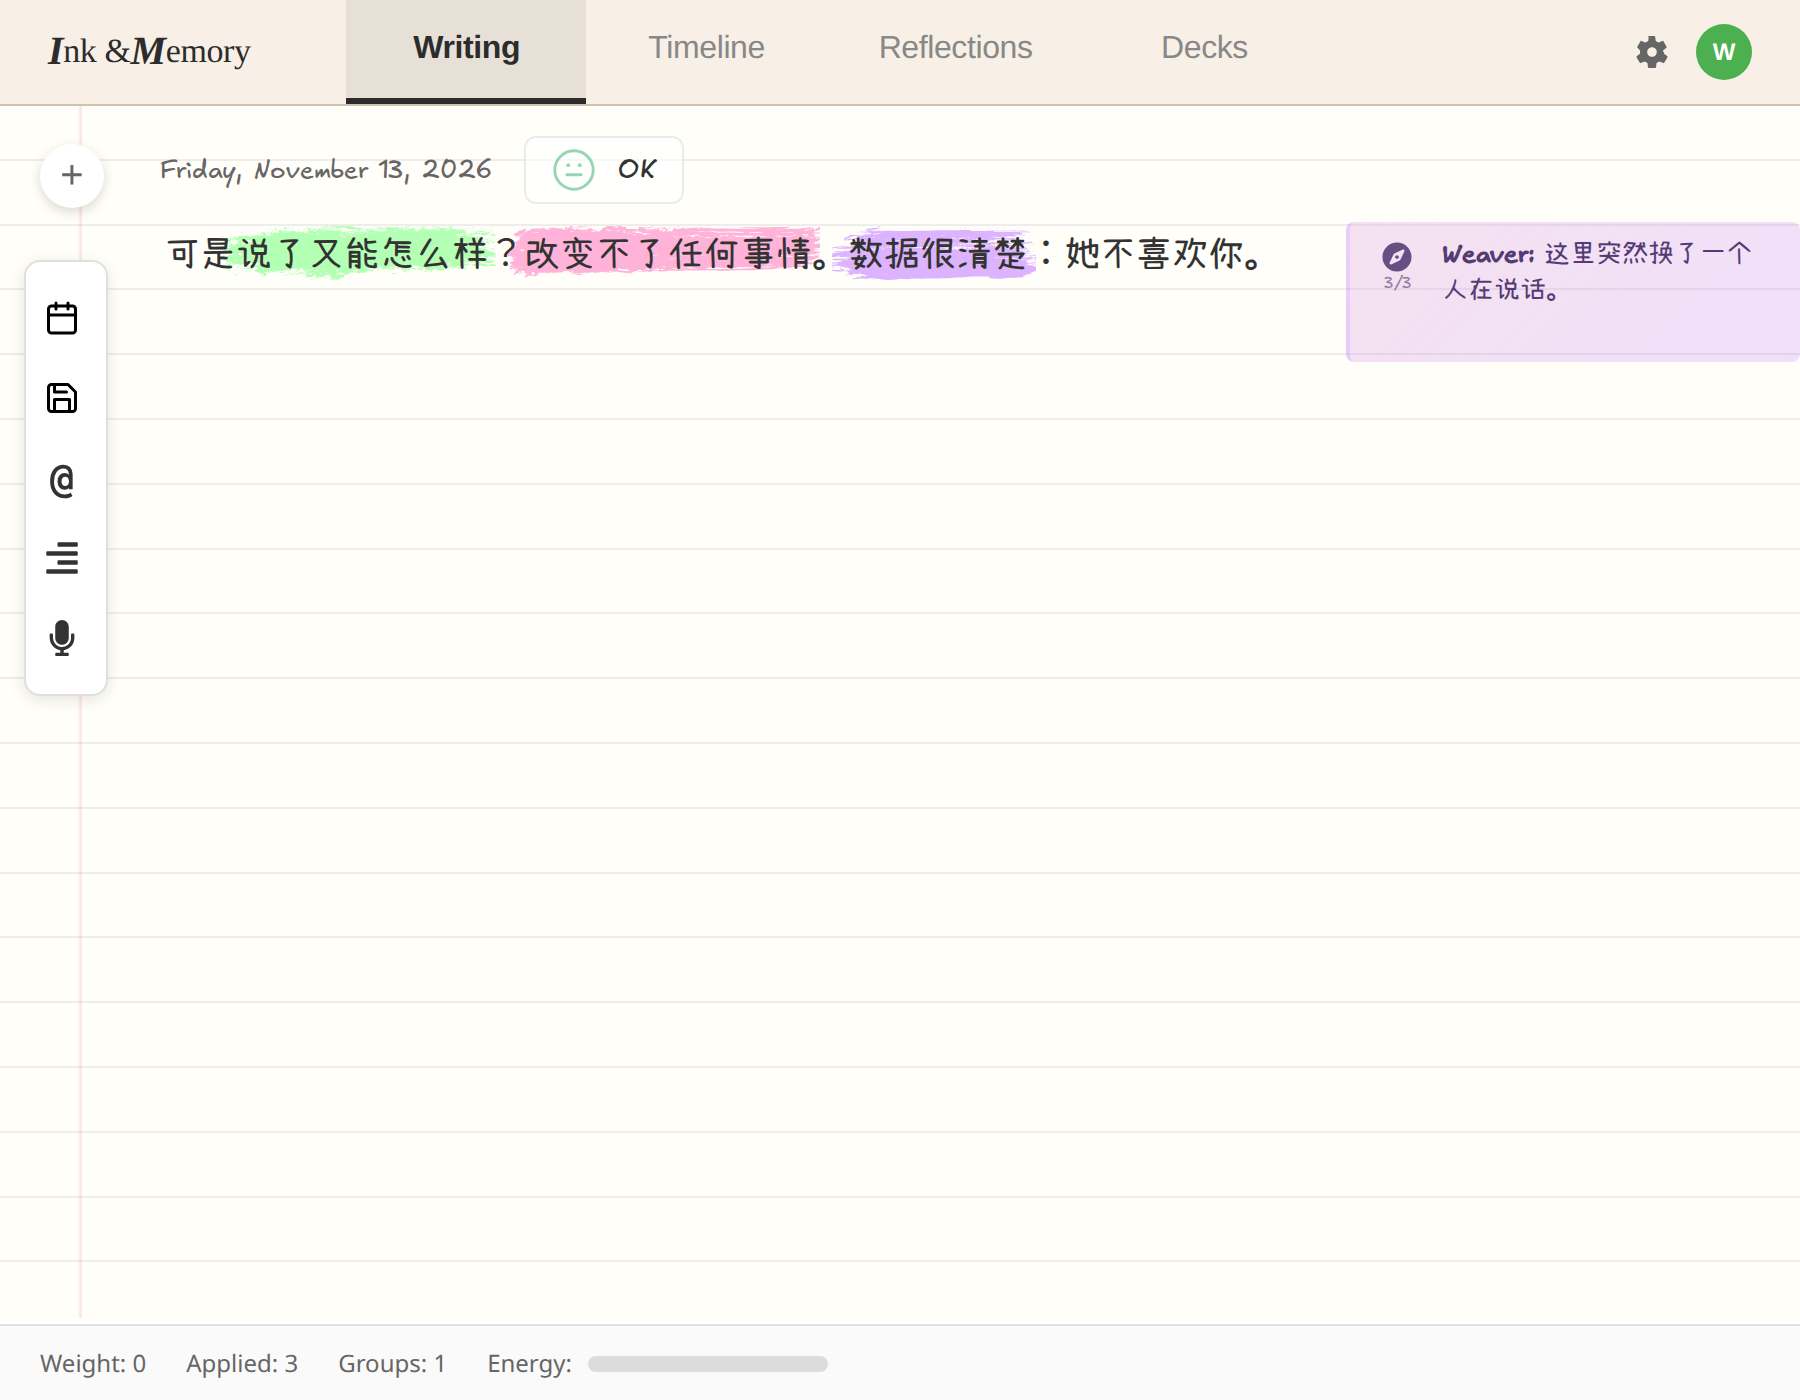 Ink & Memory
Writing
Timeline
Reflections
Decks
W
Friday, November 13, 2026
OK
可是说了又能怎么样？改变不了任何事情。数据很清楚：她不喜欢你。
3/3
Weaver: 这里突然换了一个
人在说话。
@
Weight: 0
Applied: 3
Groups: 1
Energy: